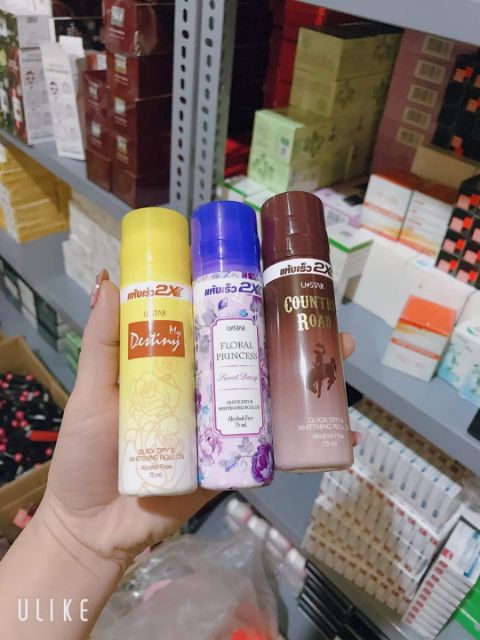 แห้งเร็ว 2X
U★STAR
My
Destiny
QUICK DRY &
WHITENING ROLL ON
Alcohol-Free
75 mL
แห้งเร็ว 2X
U★STAR
FLORAL
PRINCESS
Sweet Daisy
QUICK DRY &
WHITENING ROLL ON
Alcohol-Free
75 mL
แห้งเร็ว 2X
U★STAR
COUNTRY
ROAD
QUICK DRY &
WHITENING ROLL ON
Alcohol-Free
75 mL
ULIKE